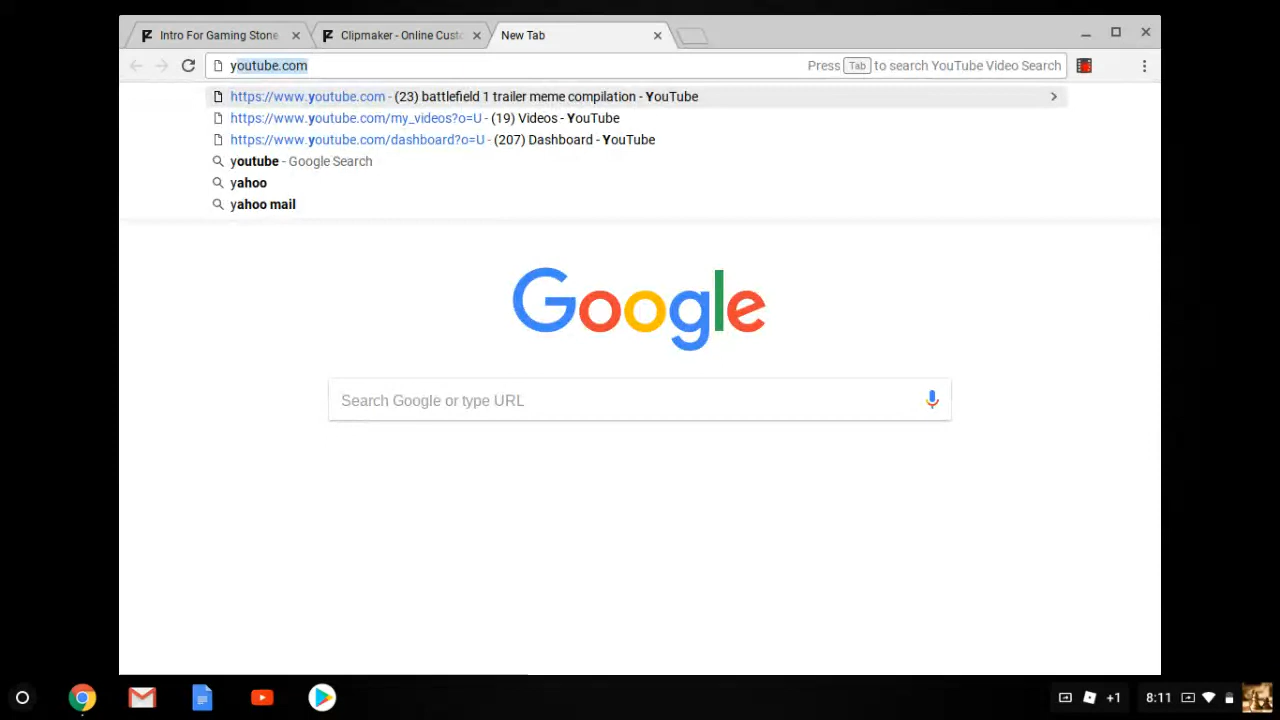 Intro For Gaming Stone
Clipmaker - Online Cust
New Tab
youtube.com
Press Tab to search YouTube Video Search
https://www.youtube.com - (23) battlefield 1 trailer meme compilation - YouTube
https://www.youtube.com/my_videos?o=U - (19) Videos - YouTube
https://www.youtube.com/dashboard?o=U - (207) Dashboard - YouTube
youtube - Google Search
yahoo
yahoo mail
Google
Search Google or type URL
+1
8:11